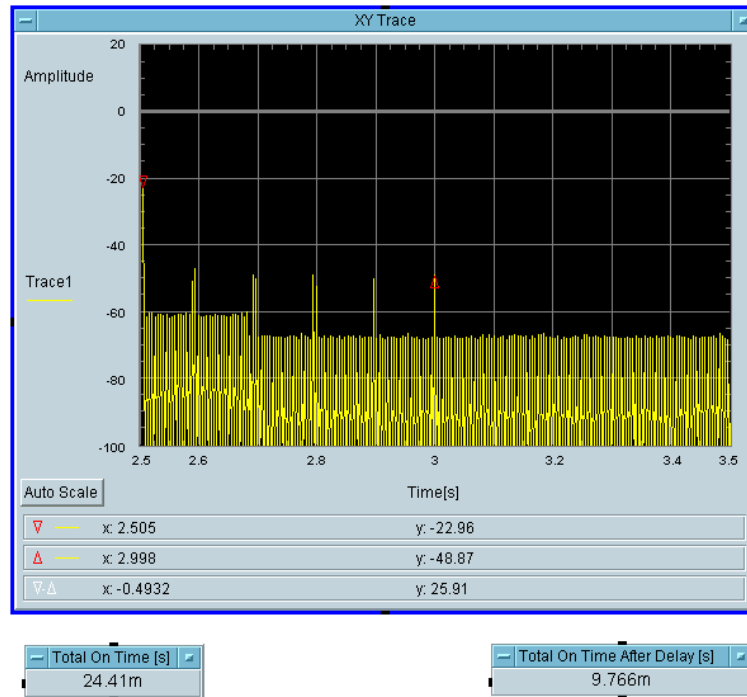 XY Trace
Amplitude
20
0
-20
-40
-60
-80
-100
Trace1
2.5 2.6 2.8 3 3.2 3.4 3.5
Auto Scale Time[s]
x: 2.505 y: -22.96
x: 2.998 y: -48.87
x: -0.4932 y: 25.91
Total On Time [s] Total On Time After Delay [s]
24.41m 9.766m